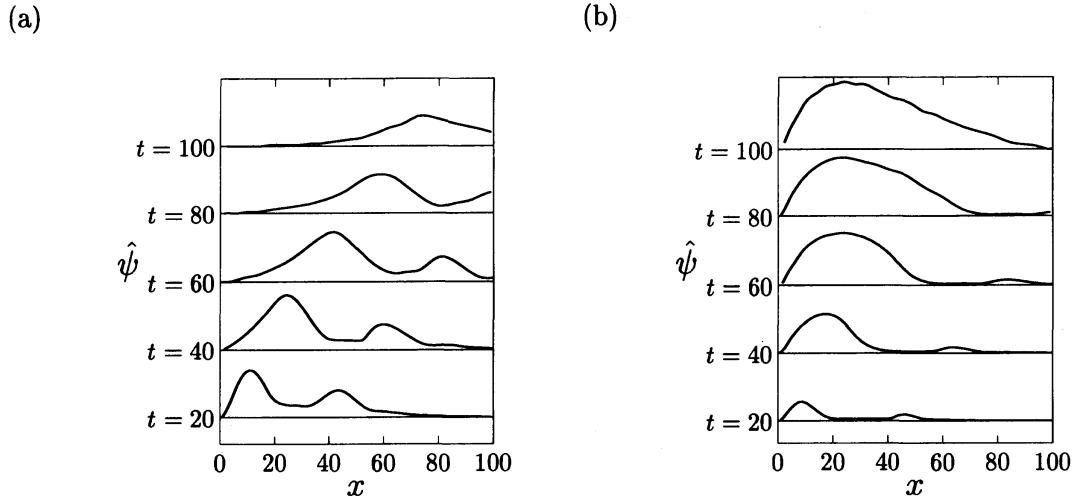 (a)
t = 100
t = 80
ψ̂
t = 60
t = 40
t = 20
0 20 40 60 80 100
x
(b)
t = 100
t = 80
ψ̂
t = 60
t = 40
t = 20
0 20 40 60 80 100
x